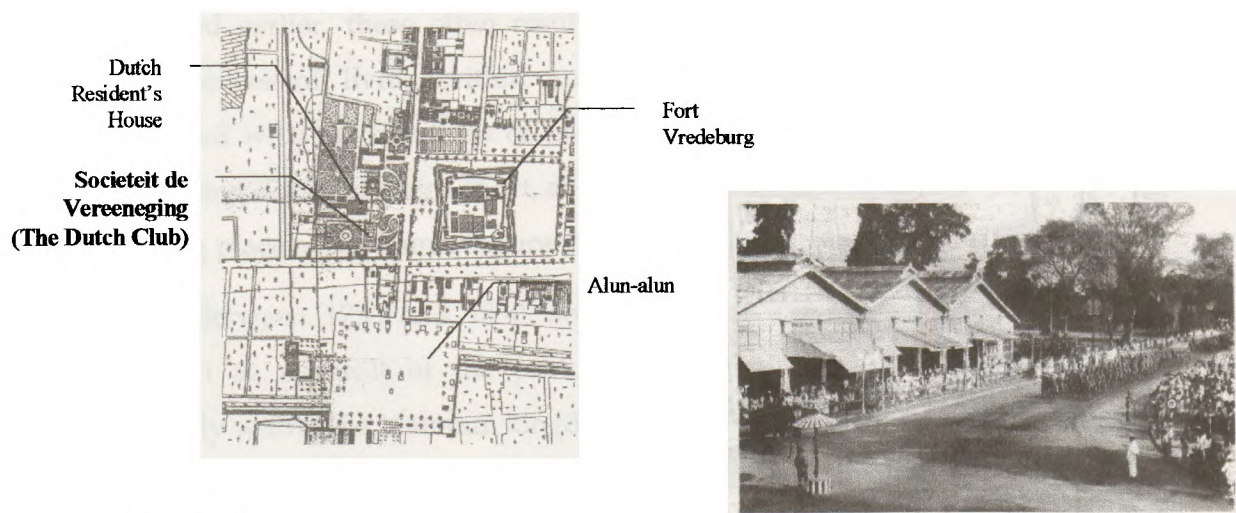 Dutch
Resident's
House
Societeit de
Vereeneging
(The Dutch Club)
Fort
Vredeburg
Alun-alun